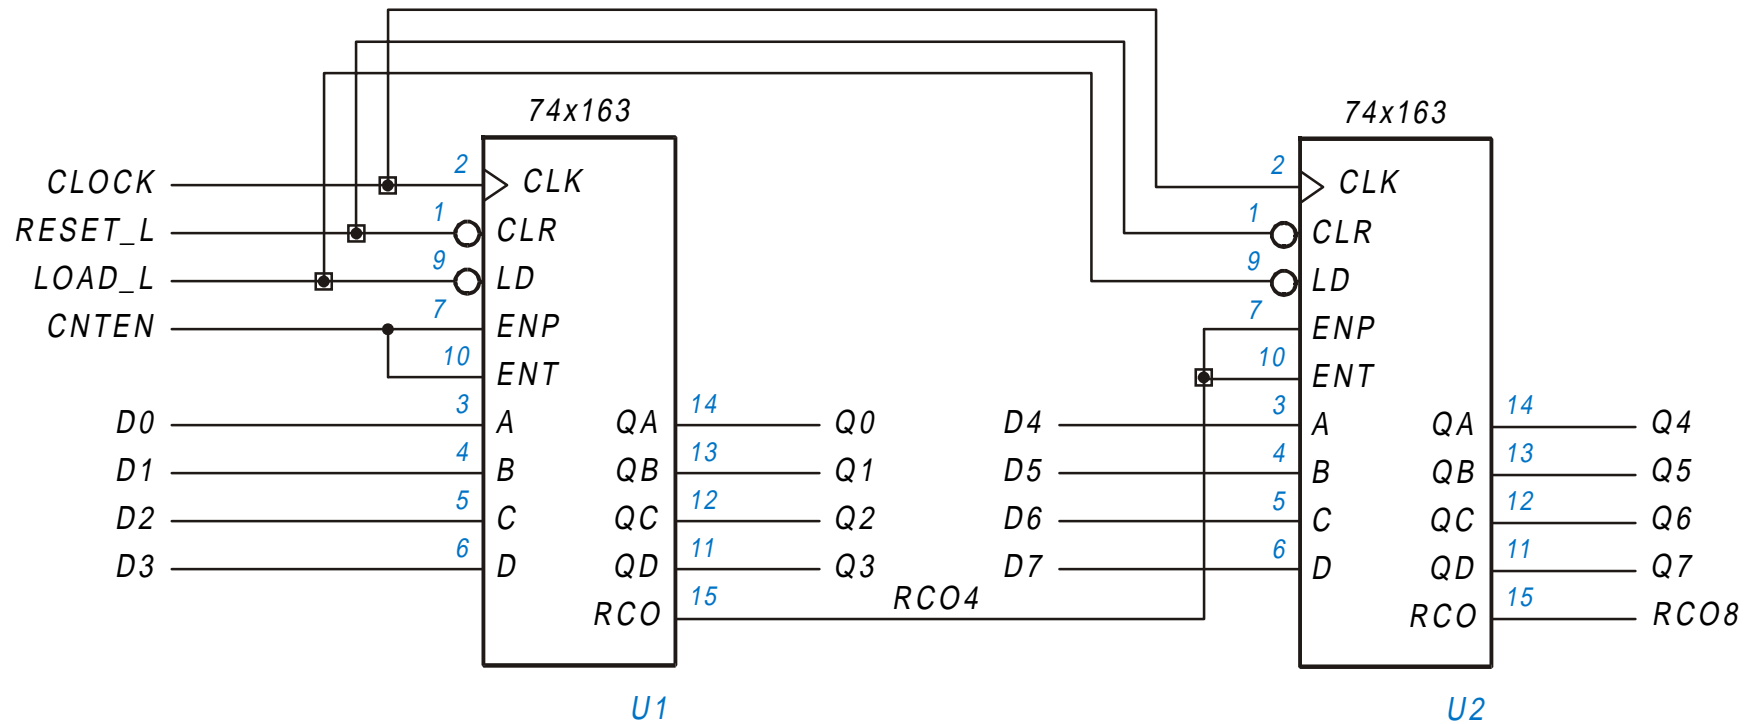 74x163
CLOCK 2 CLK
RESET_L 1 CLR
LOAD_L 9 LD
CNTEN 7 ENP
10 ENT
D0 3 A QA 14 Q0
D1 4 B QB 13 Q1
D2 5 C QC 12 Q2
D3 6 D QD 11 Q3
RCO 15 RCO4
U1
74x163
2 CLK
1 CLR
9 LD
7 ENP
10 ENT
D4 3 A QA 14 Q4
D5 4 B QB 13 Q5
D6 5 C QC 12 Q6
D7 6 D QD 11 Q7
RCO 15 RCO8
U2